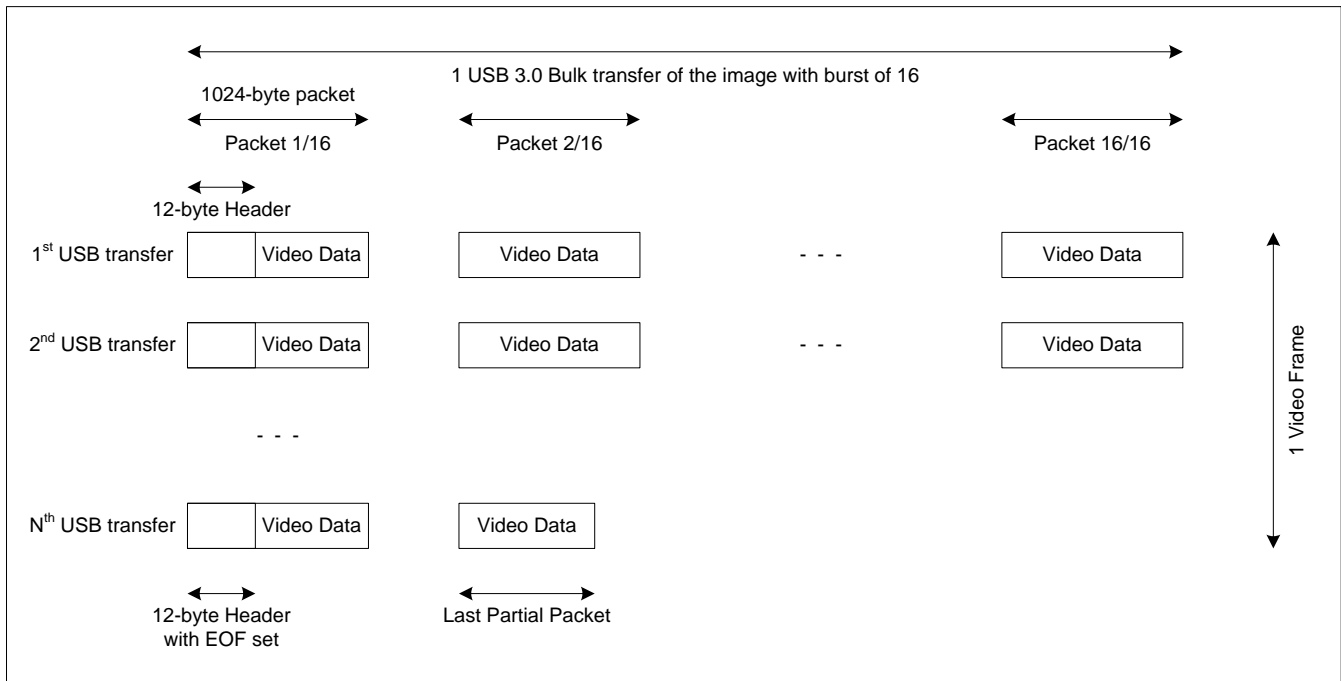 1 USB 3.0 Bulk transfer of the image with burst of 16
1024-byte packet
Packet 1/16
Packet 2/16
Packet 16/16
12-byte Header
1st USB transfer
Video Data
Video Data
- - -
Video Data
2nd USB transfer
Video Data
Video Data
- - -
Video Data
1 Video Frame
- - -
Nth USB transfer
Video Data
Video Data
12-byte Header
with EOF set
Last Partial Packet